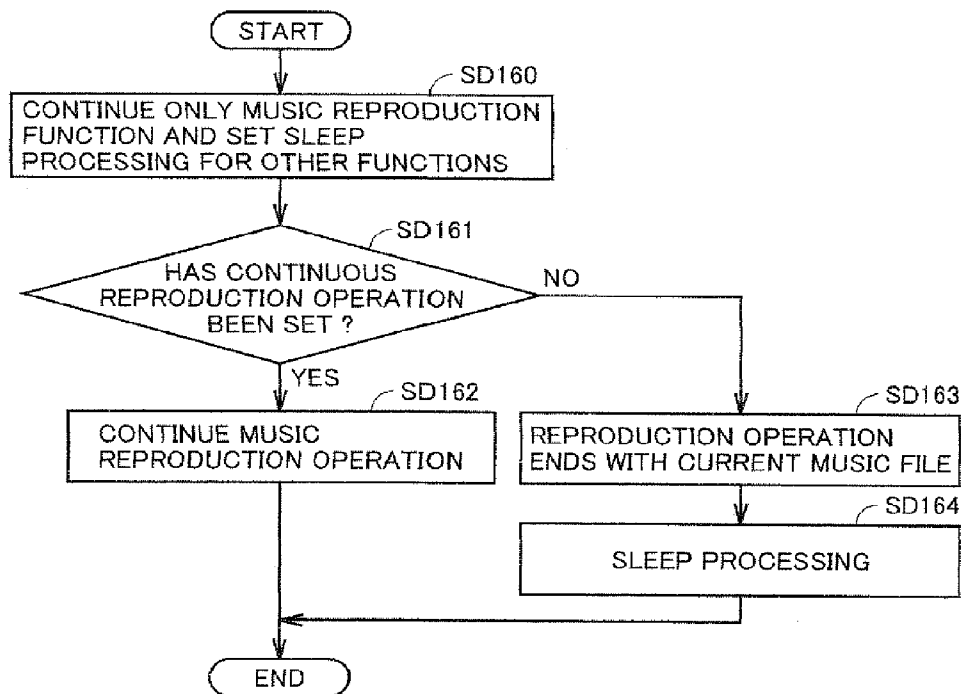 START
SD160
CONTINUE ONLY MUSIC REPRODUCTION
FUNCTION AND SET SLEEP
PROCESSING FOR OTHER FUNCTIONS
SD161
HAS CONTINUOUS
REPRODUCTION OPERATION
BEEN SET ?
NO
YES
SD162
CONTINUE MUSIC
REPRODUCTION OPERATION
SD163
REPRODUCTION OPERATION
ENDS WITH CURRENT MUSIC FILE
SD164
SLEEP PROCESSING
END